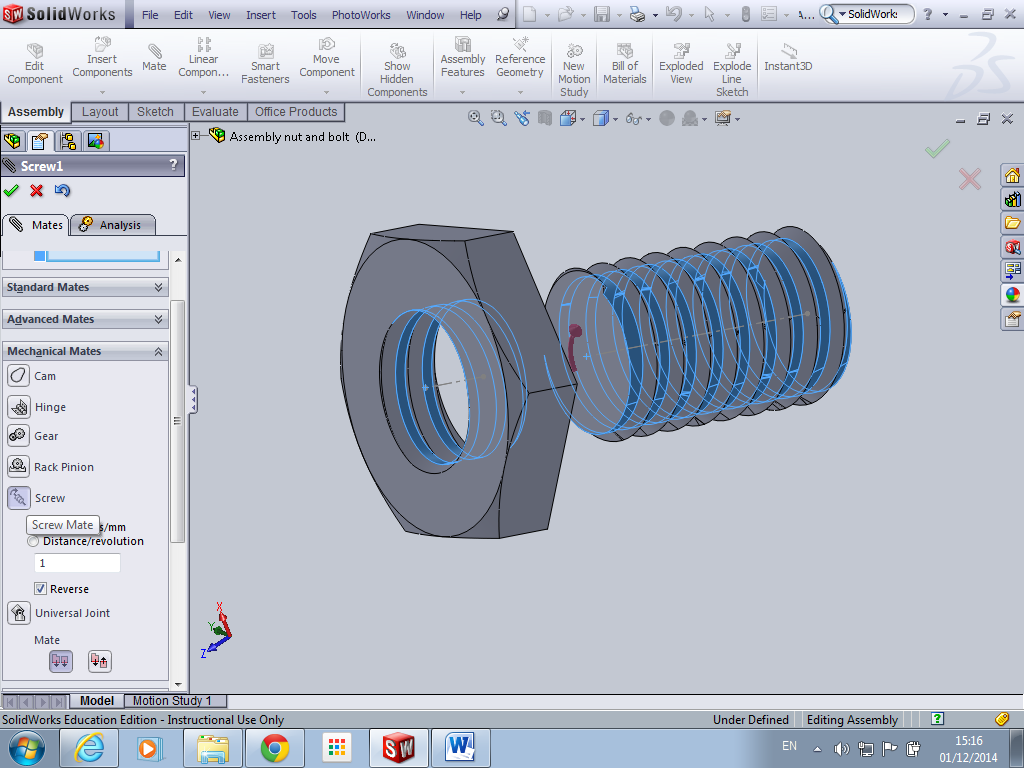 SolidWorks File Edit View Insert Tools PhotoWorks Window Help A... SolidWork: ?
Edit Component
Insert Components
Mate
Linear Compon...
Smart Fasteners
Move Component
Show Hidden Components
Assembly Features
Reference Geometry
New Motion Study
Bill of Materials
Exploded View
Explode Line Sketch
Instant3D
Assembly Layout Sketch Evaluate Office Products
Assembly nut and bolt (D...
Screw1 ?
Mates Analysis
Standard Mates
Advanced Mates
Mechanical Mates
Cam
Hinge
Gear
Rack Pinion
Screw
Screw Mate s/mm
Distance/revolution
1
Reverse
Universal Joint
Mate
X
Y
Z
Model Motion Study 1
SolidWorks Education Edition - Instructional Use Only Under Defined Editing Assembly ?
EN 15:16
01/12/2014